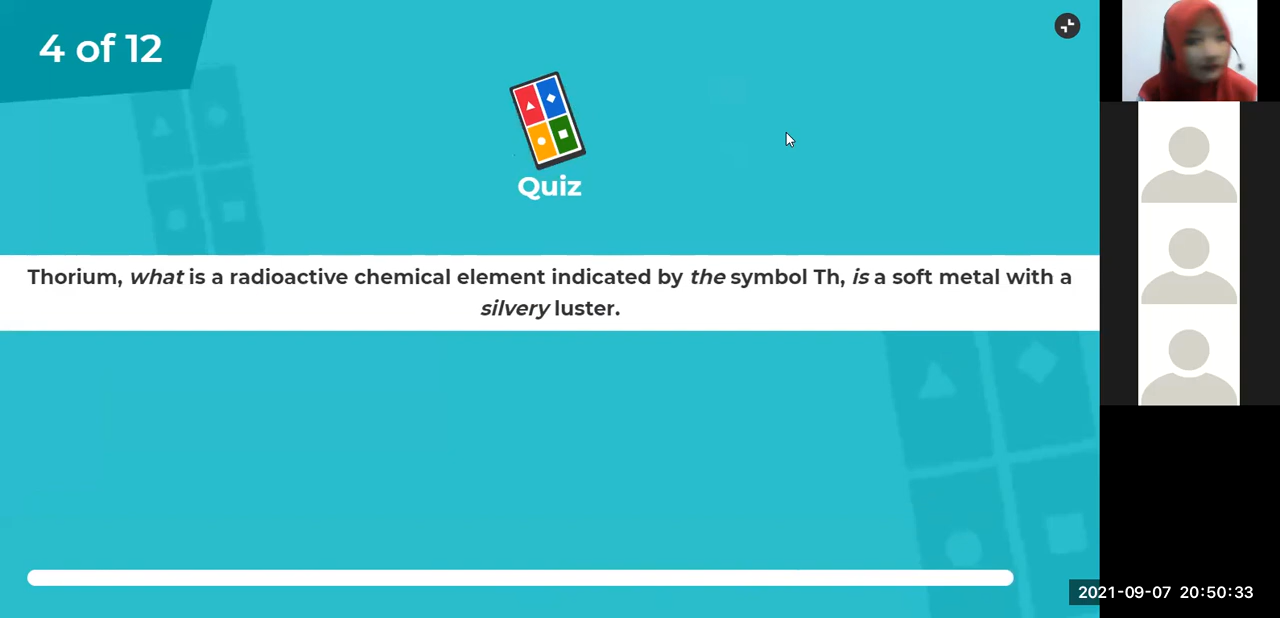 4 of 12
Quiz
Thorium, what is a radioactive chemical element indicated by the symbol Th, is a soft metal with a
silvery luster.
2021-09-07 20:50:33